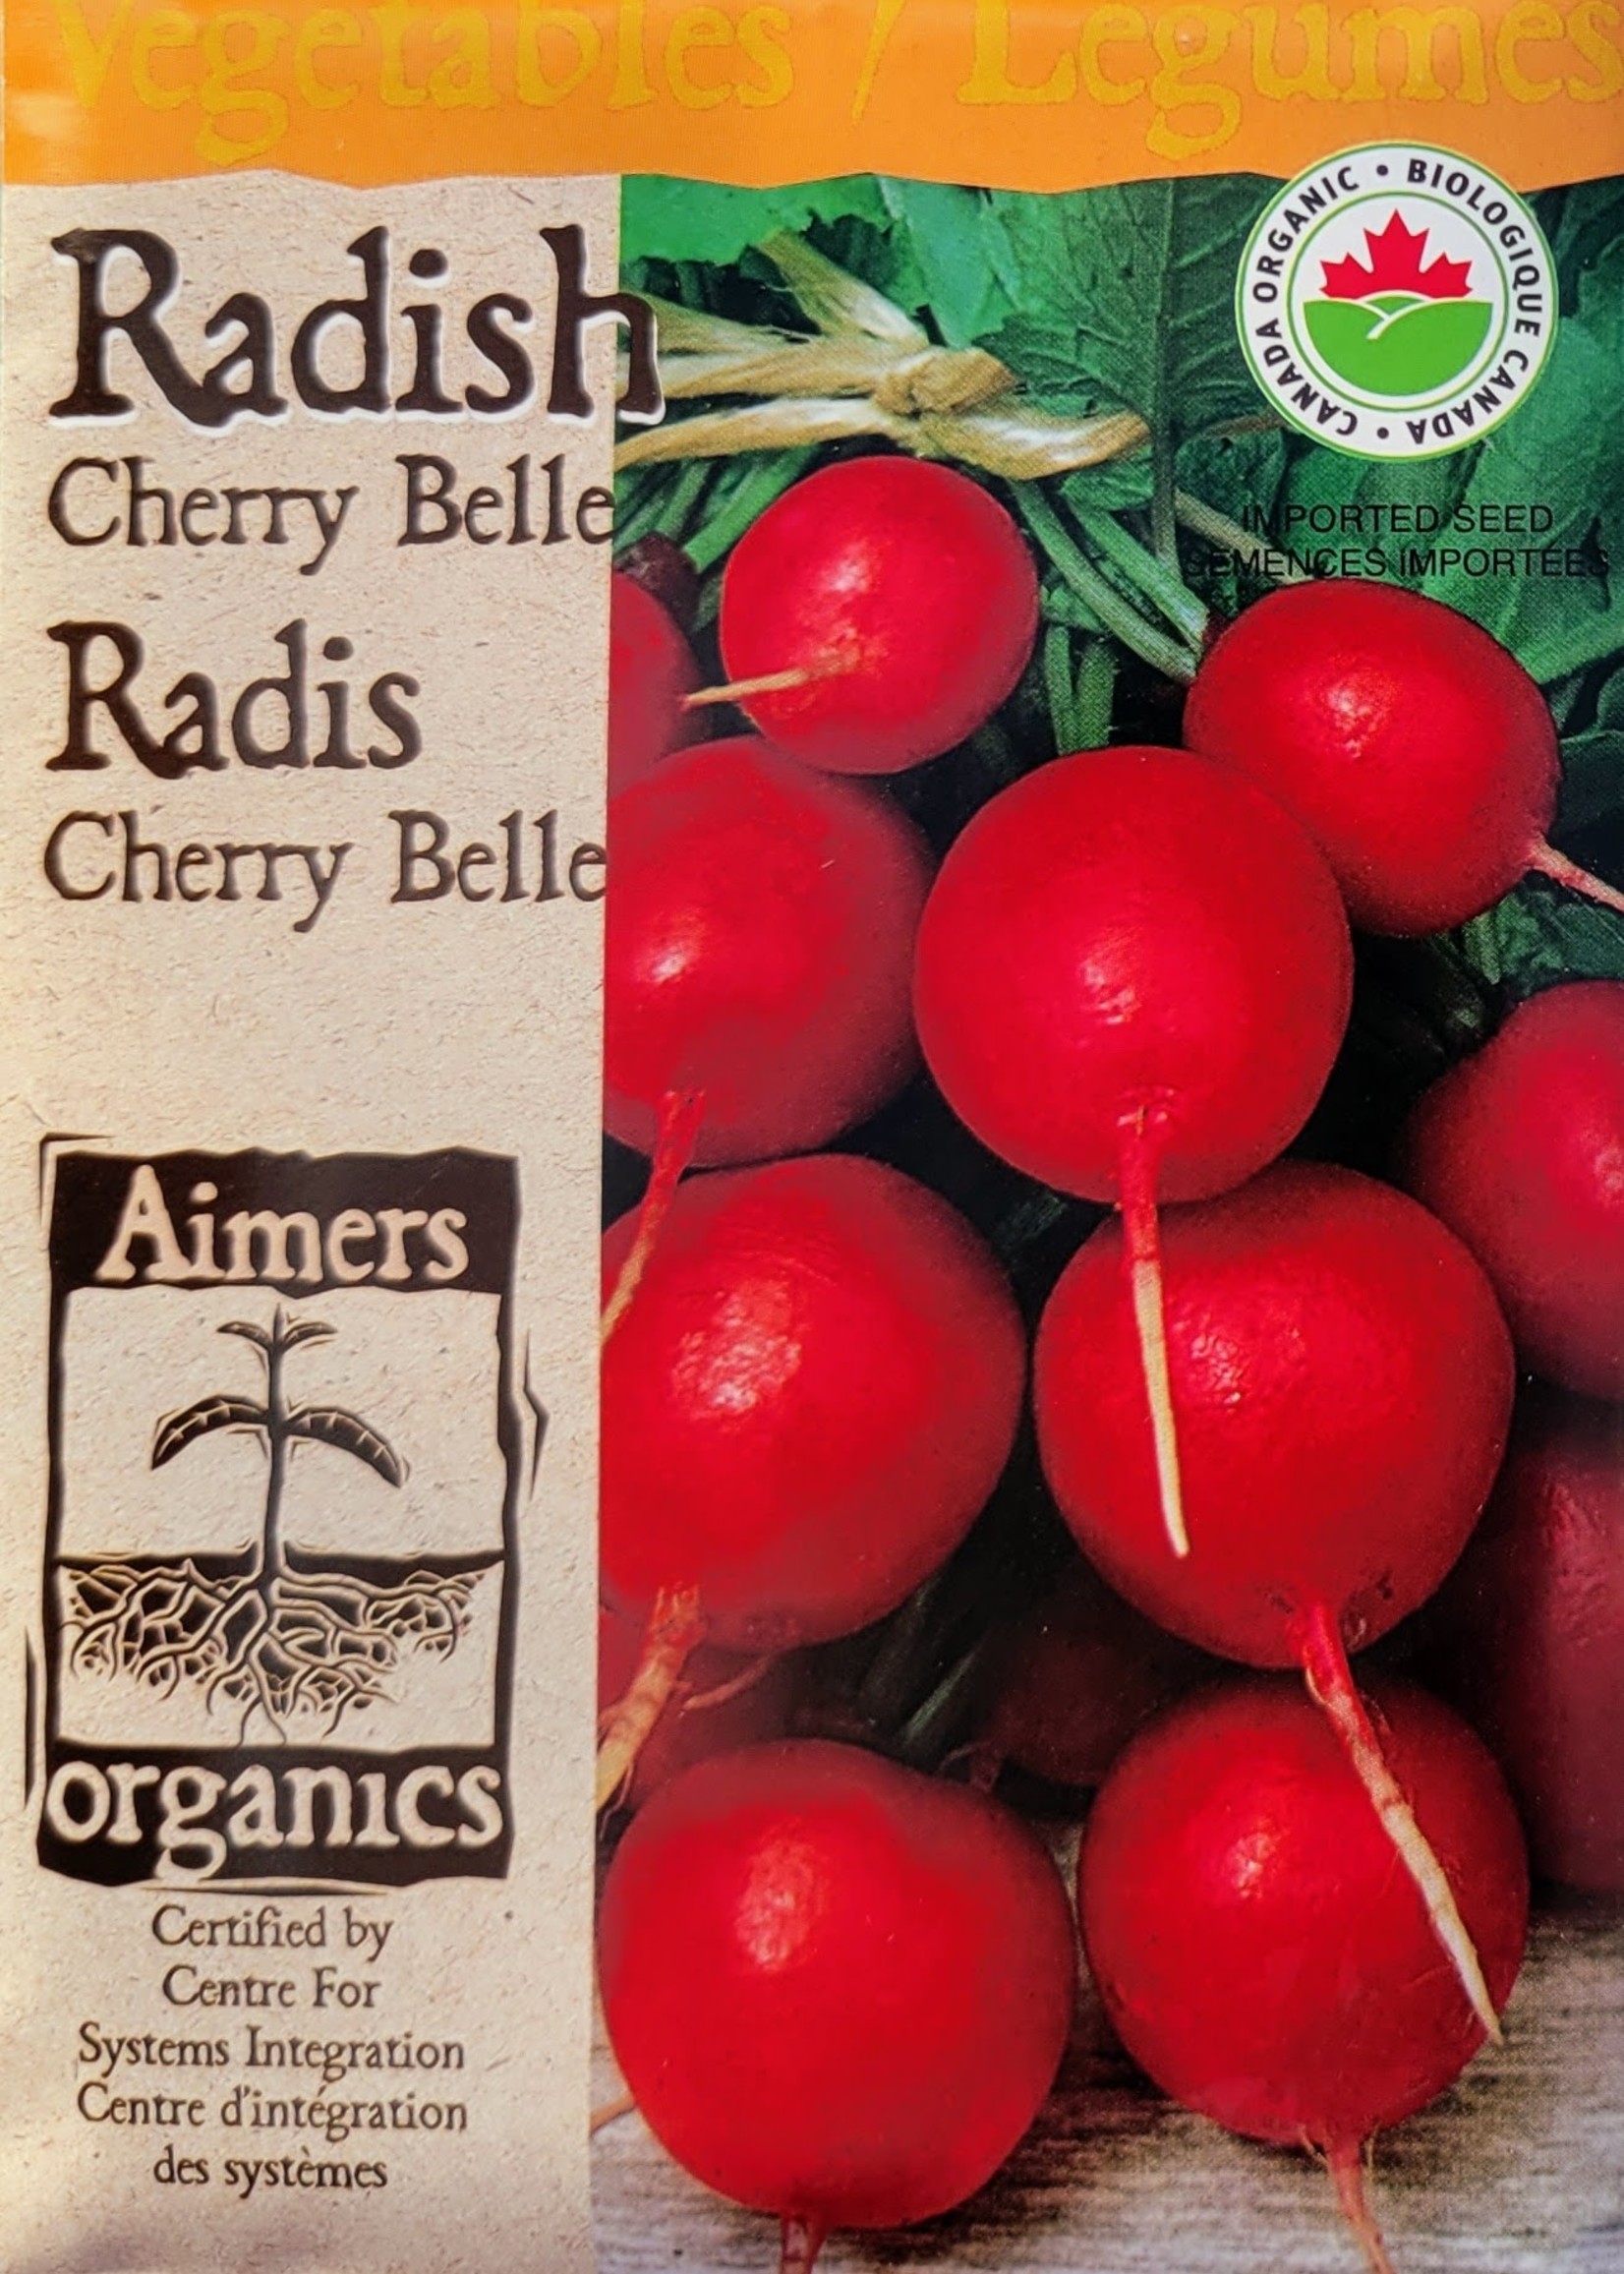 Vegetables / Légumes
Radish
Cherry Belle
Radis
Cherry Belle
CANADA ORGANIC • BIOLOGIQUE CANADA •
IMPORTED SEED
SEMENCES IMPORTEES
Aimers
organics
Certified by
Centre For
Systems Integration
Centre d'intégration
des systèmes